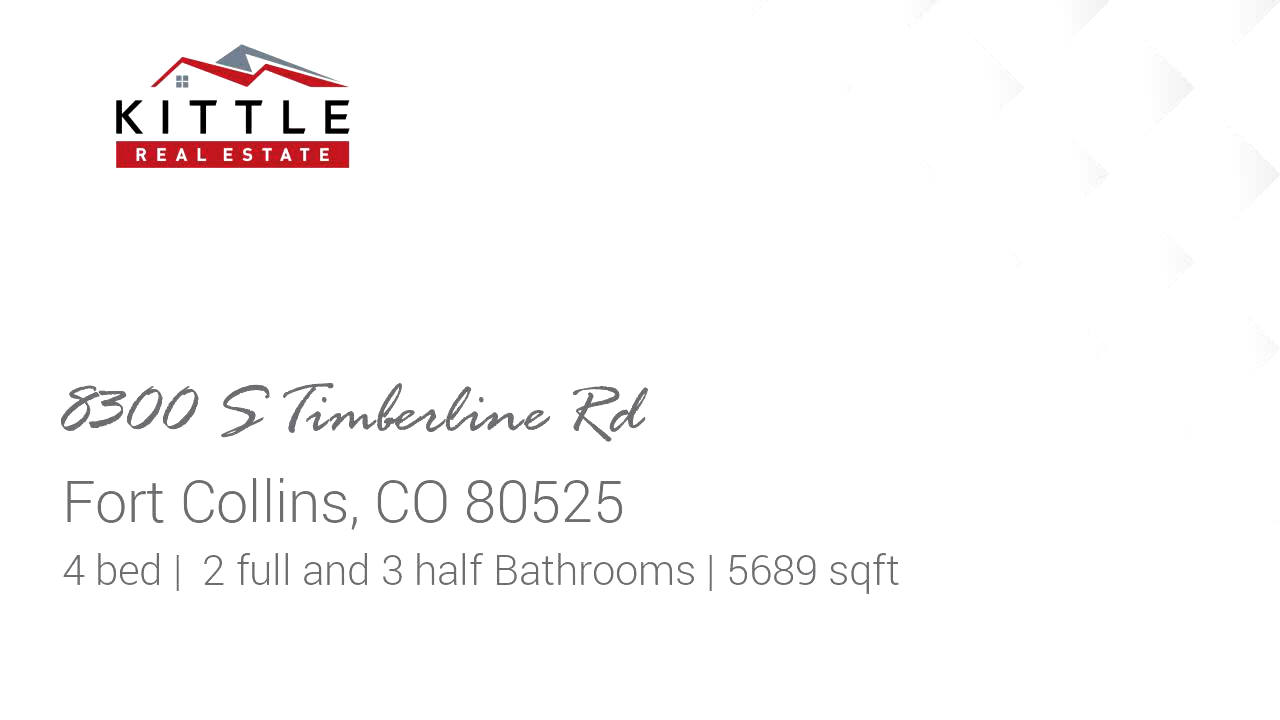 KITTLE
REAL ESTATE
8300 S Timberline Rd
Fort Collins, CO 80525
4 bed | 2 full and 3 half Bathrooms | 5689 sqft